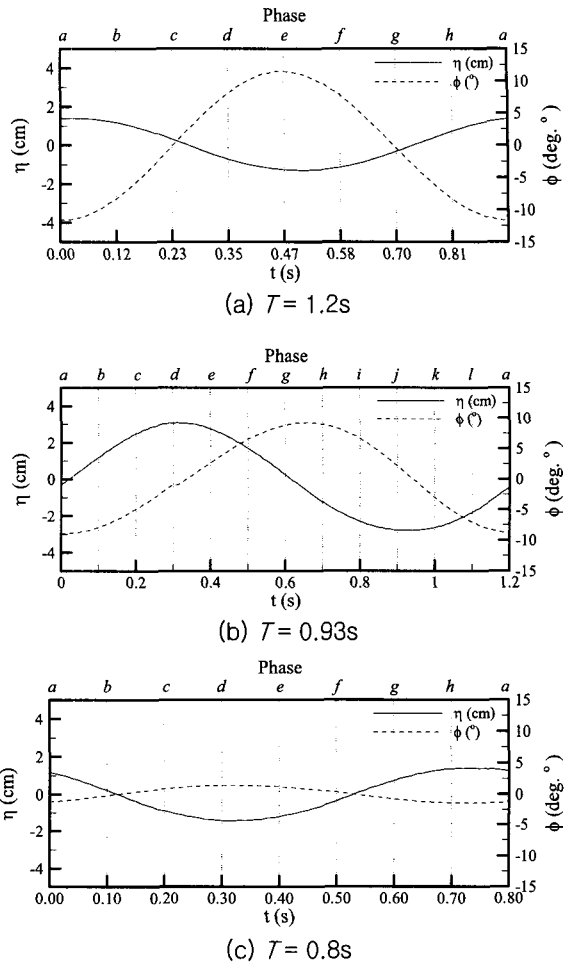 Phase
a b c d e f g h a
η (cm)
ϕ (°)
4
2
0
-2
-4
η (cm)
15
10
5
0
-5
-10
-15
ϕ (deg. °)
0.00 0.12 0.23 0.35 0.47 0.58 0.70 0.81
t (s)
(a) T = 1.2s
Phase
a b c d e f g h i j k l a
η (cm)
ϕ (°)
4
2
0
-2
-4
η (cm)
15
10
5
0
-5
-10
-15
ϕ (deg. °)
0 0.2 0.4 0.6 0.8 1 1.2
t (s)
(b) T = 0.93s
Phase
a b c d e f g h a
η (cm)
ϕ (°)
4
2
0
-2
-4
η (cm)
15
10
5
0
-5
-10
-15
ϕ (deg. °)
0.00 0.10 0.20 0.30 0.40 0.50 0.60 0.70 0.80
t (s)
(c) T = 0.8s